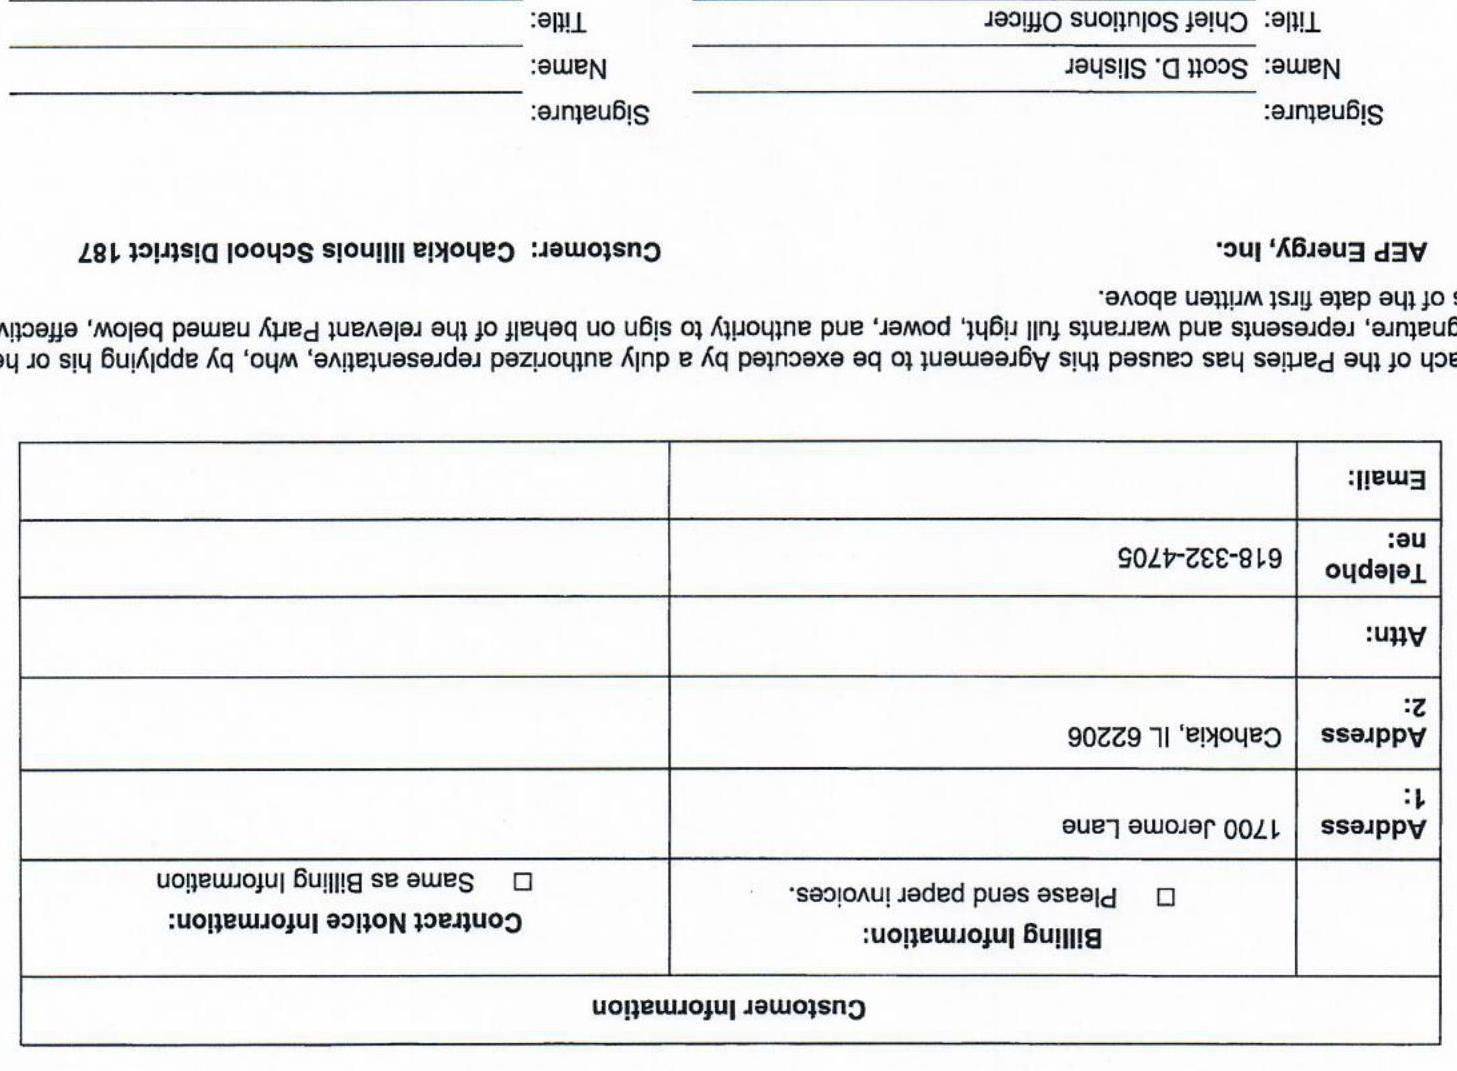 Customer Information
Billing Information:
☐ Please send paper invoices.
Contract Notice Information:
☐ Same as Billing Information
Address 1:
1700 Jerome Lane
Address 2:
Cahokia, IL 62206
Attn:
Telepho
ne:
618-332-4705
Email:
ach of the Parties has caused this Agreement to be executed by a duly authorized representative, who, by applying his or he
gnature, represents and warrants full right, power, and authority to sign on behalf of the relevant Party named below, effectiv
s of the date first written above.
AEP Energy, Inc.
Customer: Cahokia Illinois School District 187
Signature:
Signature:
Name: Scott D. Slisher
Name:
Title: Chief Solutions Officer
Title: